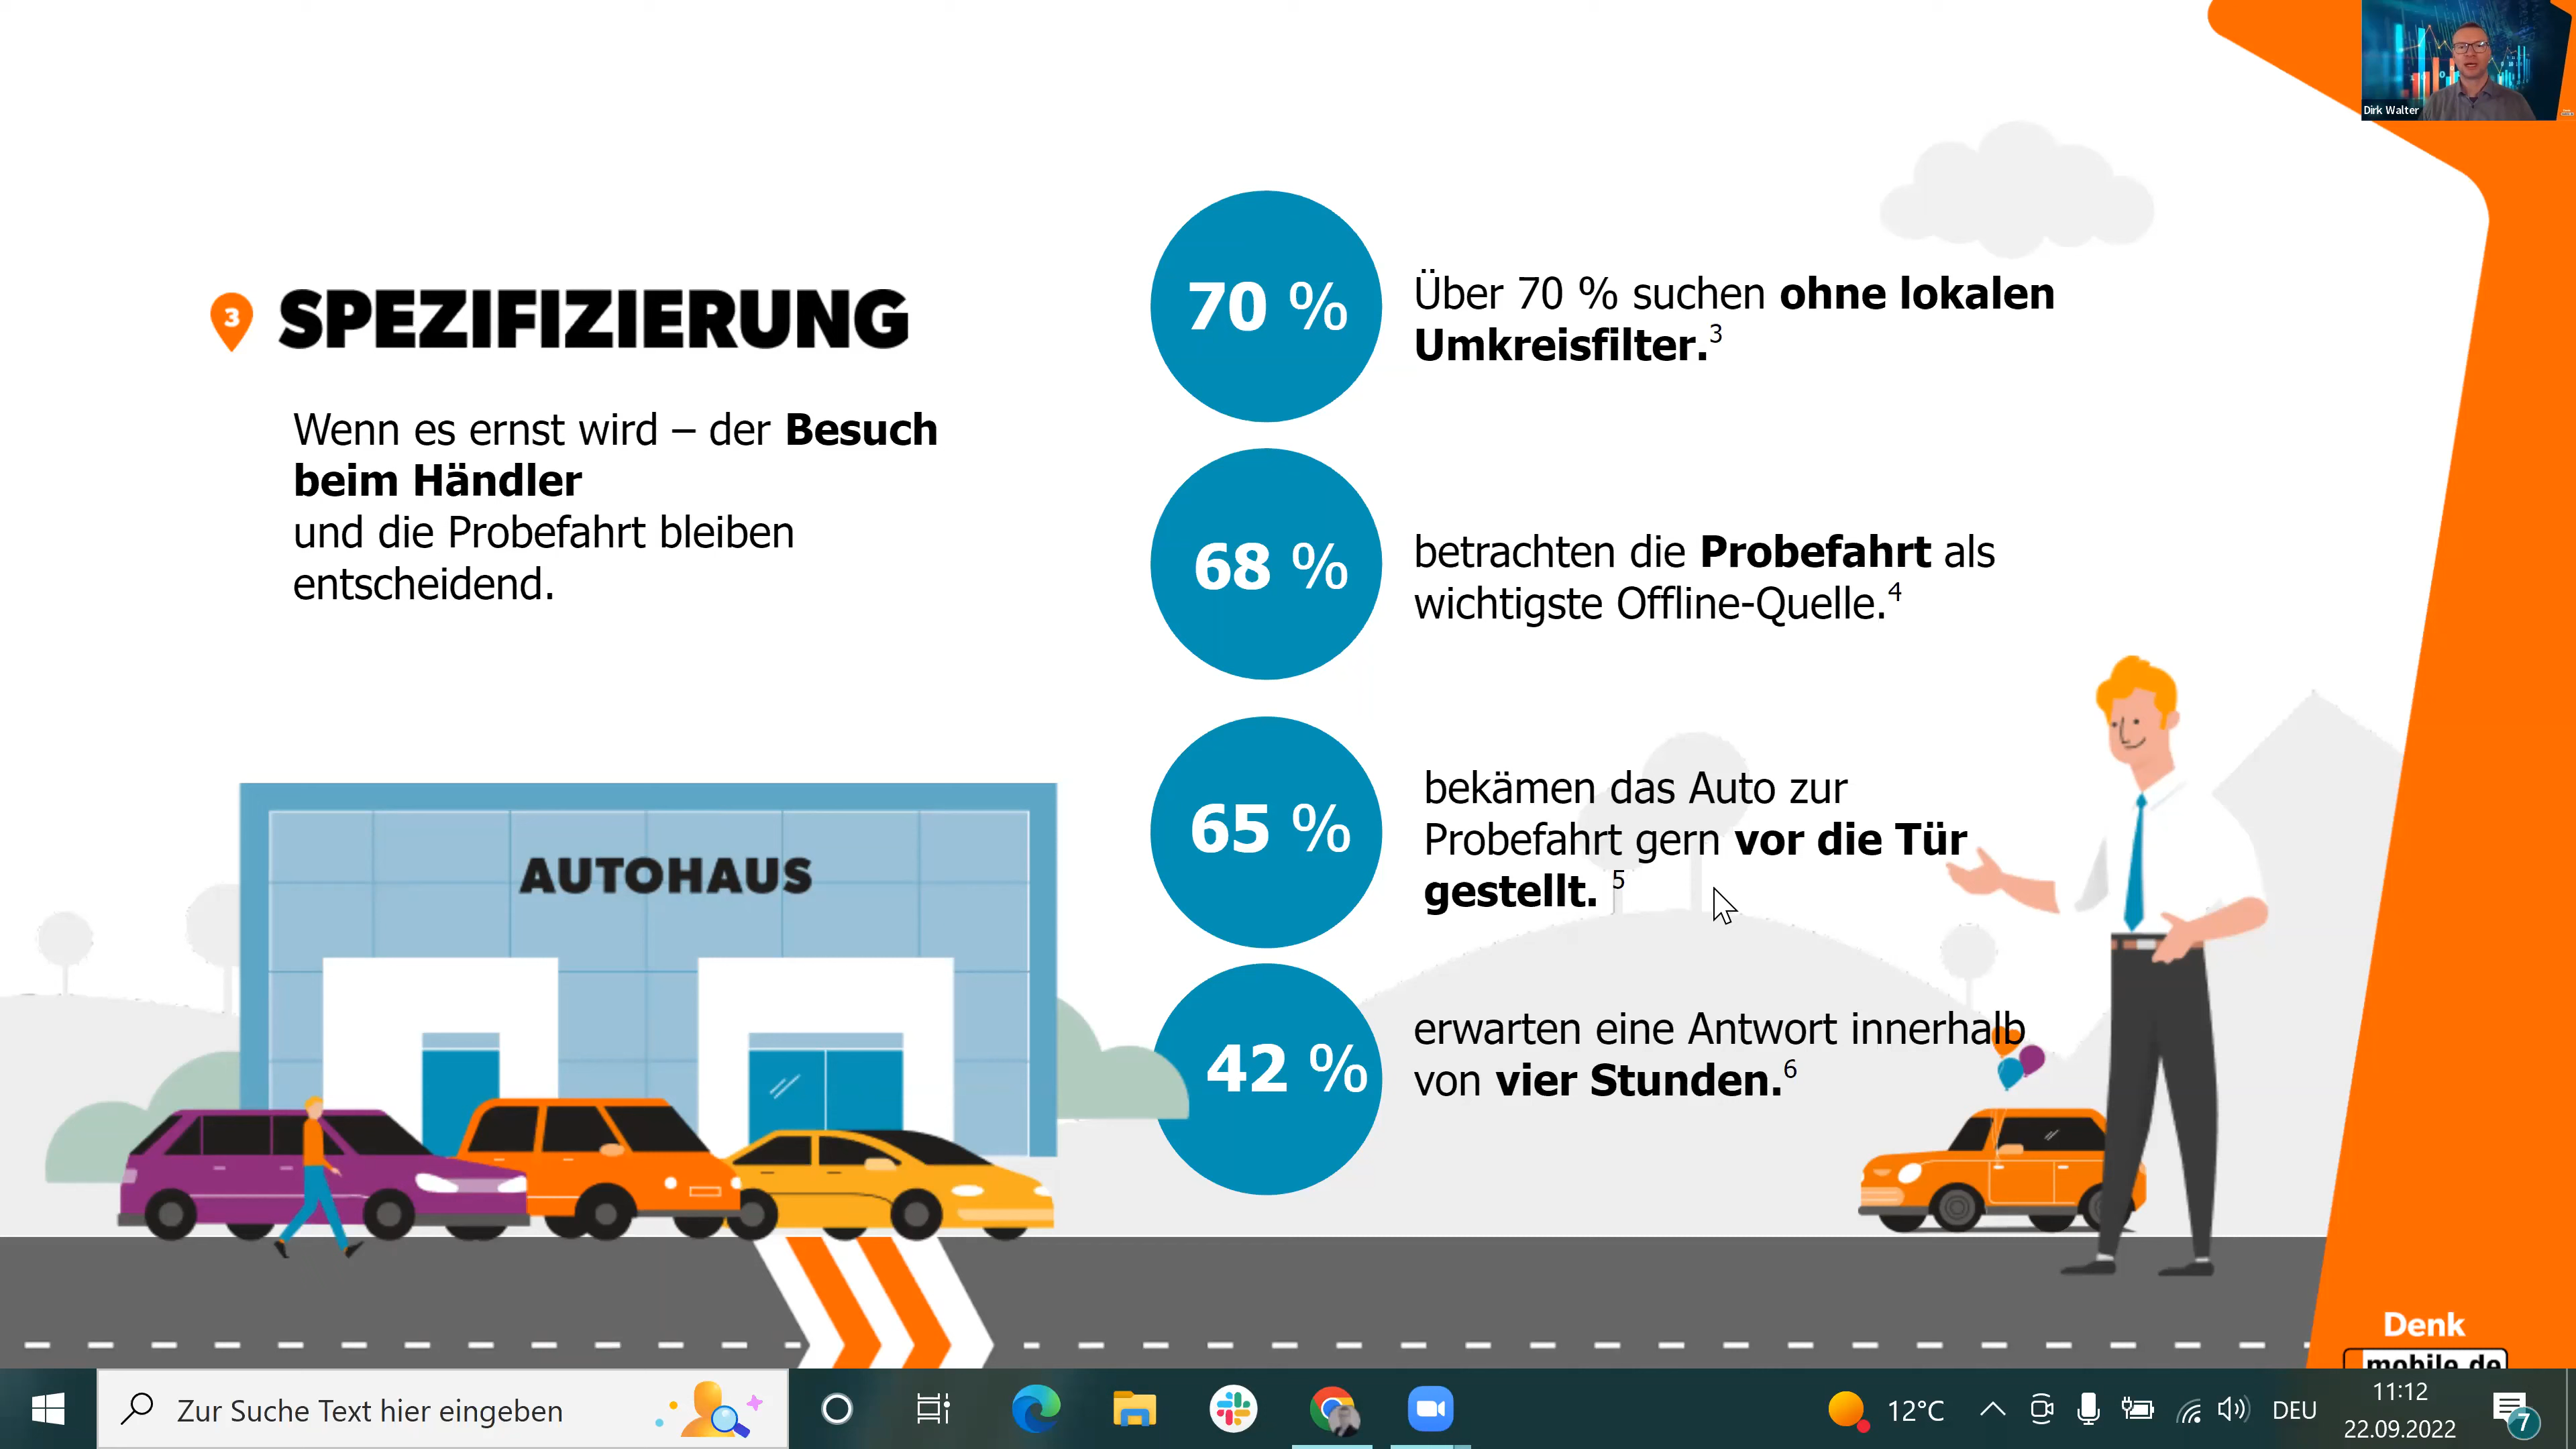 Dirk Walter
3 SPEZIFIZIERUNG
Wenn es ernst wird – der Besuch
beim Händler
und die Probefahrt bleiben
entscheidend.
AUTOHAUS
70 %
Über 70 % suchen ohne lokalen
Umkreisfilter.³
68 %
betrachten die Probefahrt als
wichtigste Offline-Quelle.⁴
65 %
bekämen das Auto zur
Probefahrt gern vor die Tür
gestellt. ⁵
42 %
erwarten eine Antwort innerhalb
von vier Stunden.⁶
Denk
mobile.de
Zur Suche Text hier eingeben
12°C
DEU
11:12
22.09.2022
7